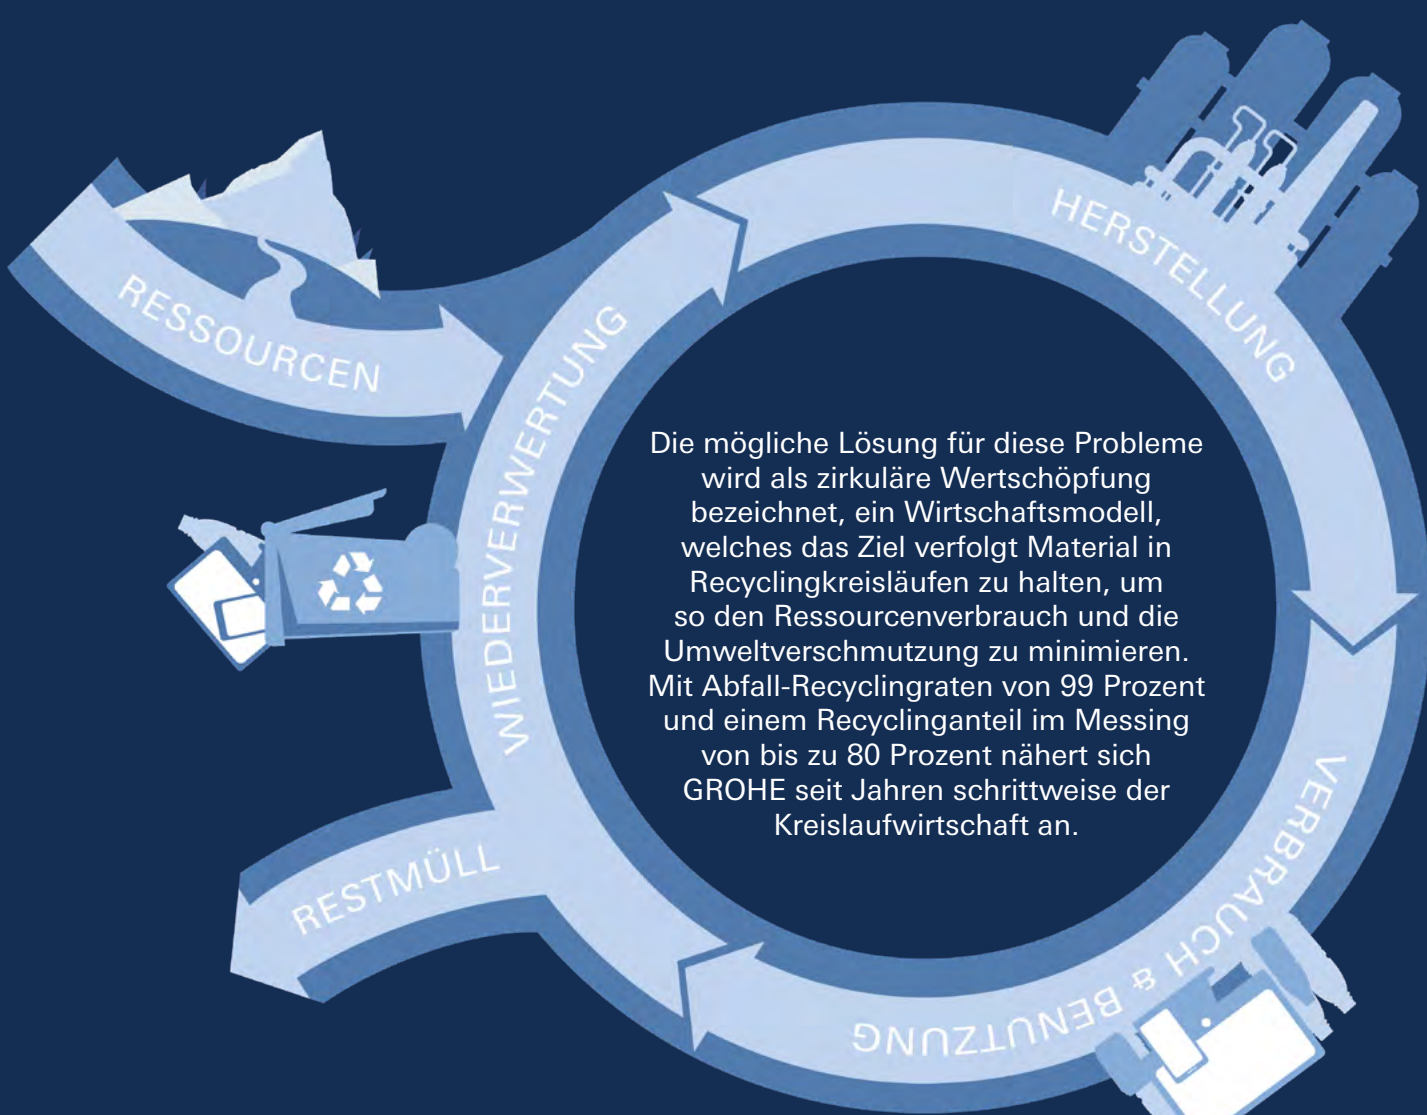 RESSOURCEN
HERSTELLUNG
WIEDERVERWERTUNG
Die mögliche Lösung für diese Probleme
wird als zirkuläre Wertschöpfung
bezeichnet, ein Wirtschaftsmodell,
welches das Ziel verfolgt Material in
Recyclingkreisläufen zu halten, um
so den Ressourcenverbrauch und die
Umweltverschmutzung zu minimieren.
Mit Abfall-Recyclingraten von 99 Prozent
und einem Recyclinganteil im Messing
von bis zu 80 Prozent nähert sich
GROHE seit Jahren schrittweise der
Kreislaufwirtschaft an.
VERBRAUCH & BENUTZUNG
RESTMÜLL